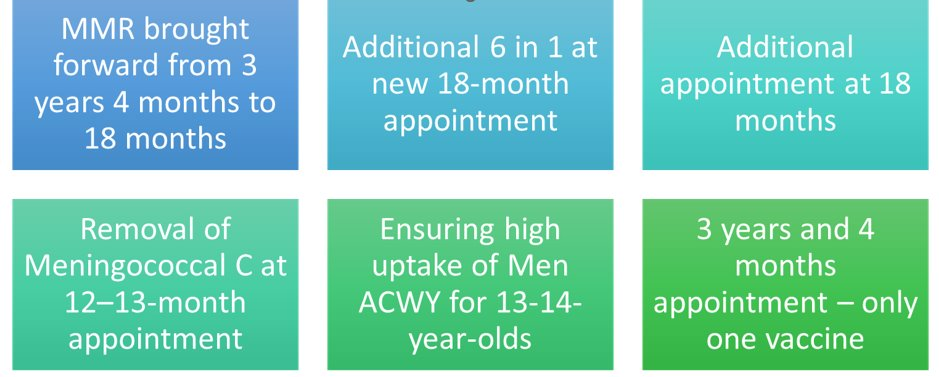 MMR brought
forward from 3
years 4 months to
18 months
Additional 6 in 1 at
new 18-month
appointment
Additional
appointment at 18
months
Removal of
Meningococcal C at
12–13-month
appointment
Ensuring high
uptake of Men
ACWY for 13-14-
year-olds
3 years and 4
months
appointment – only
one vaccine